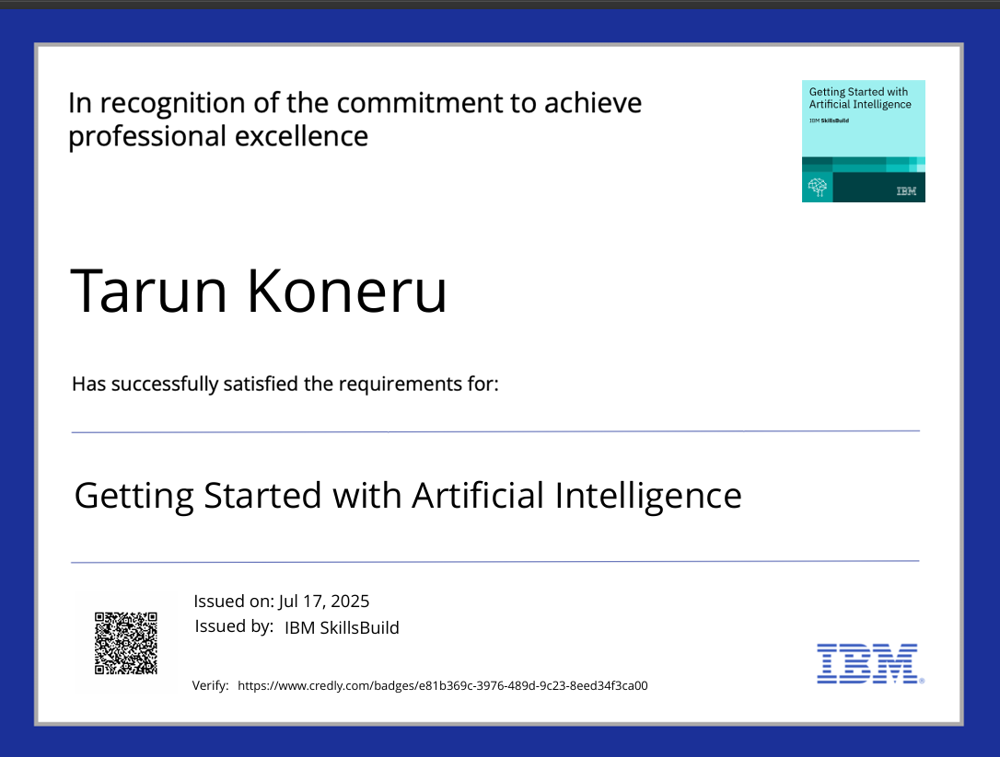 In recognition of the commitment to achieve
professional excellence
Getting Started with
Artificial Intelligence
IBM SkillsBuild
IBM
Tarun Koneru
Has successfully satisfied the requirements for:
Getting Started with Artificial Intelligence
Issued on: Jul 17, 2025
Issued by: IBM SkillsBuild
Verify: https://www.credly.com/badges/e81b369c-3976-489d-9c23-8eed34f3ca00
IBM®